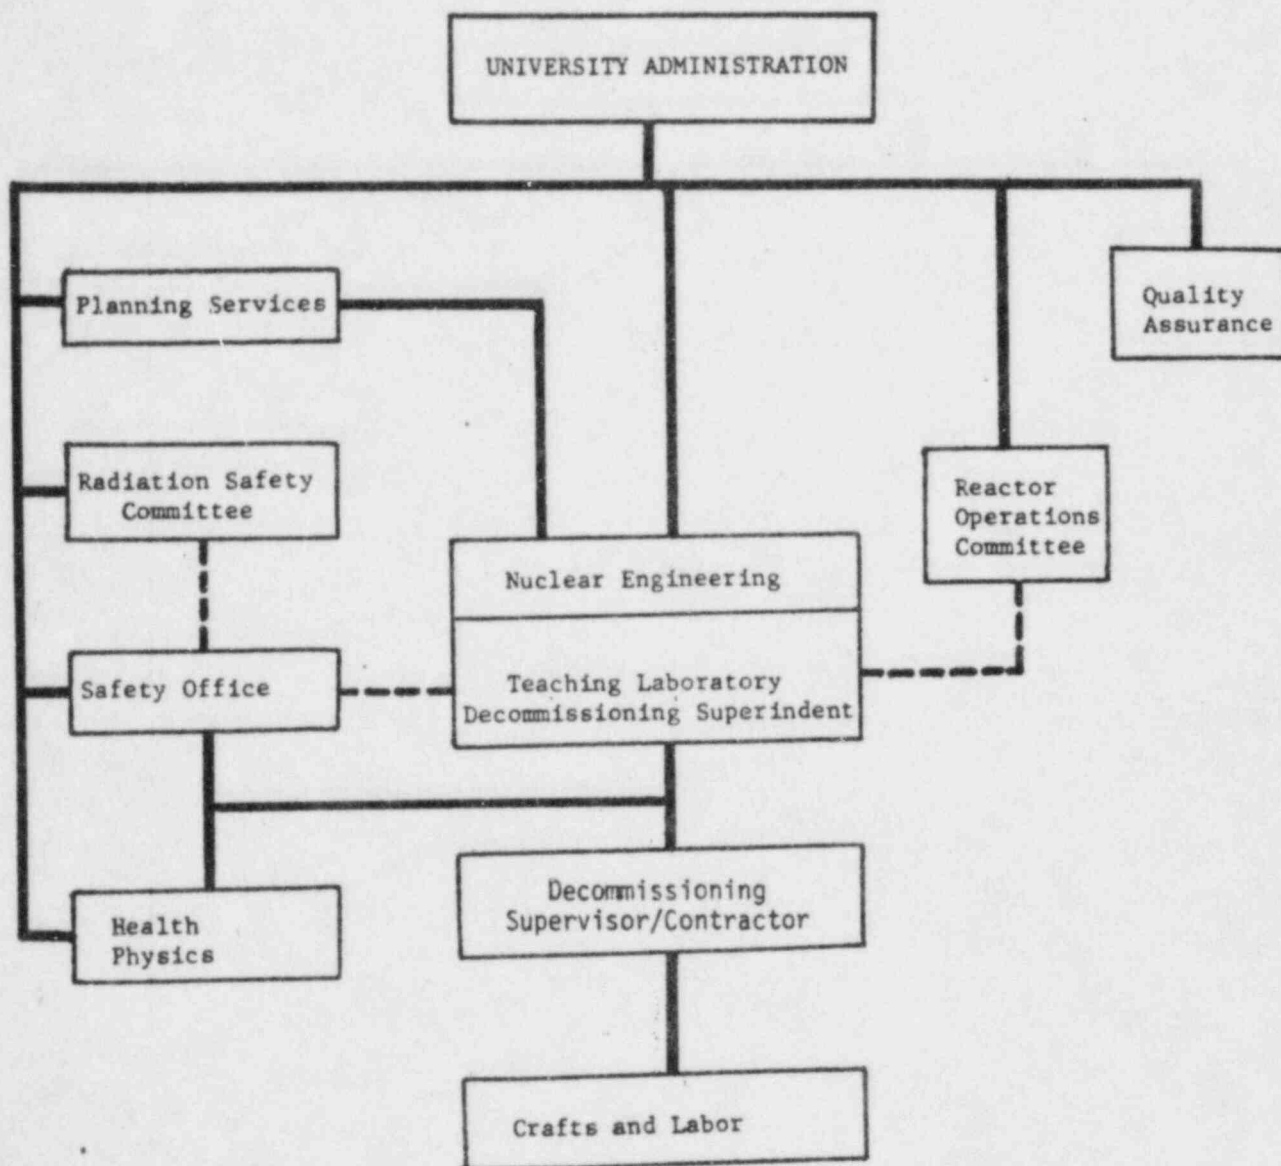 UNIVERSITY ADMINISTRATION
Planning Services
Quality
Assurance
Radiation Safety
Committee
Reactor
Operations
Committee
Nuclear Engineering
Safety Office
Teaching Laboratory
Decommissioning Superindent
Decommissioning
Supervisor/Contractor
Health
Physics
Crafts and Labor